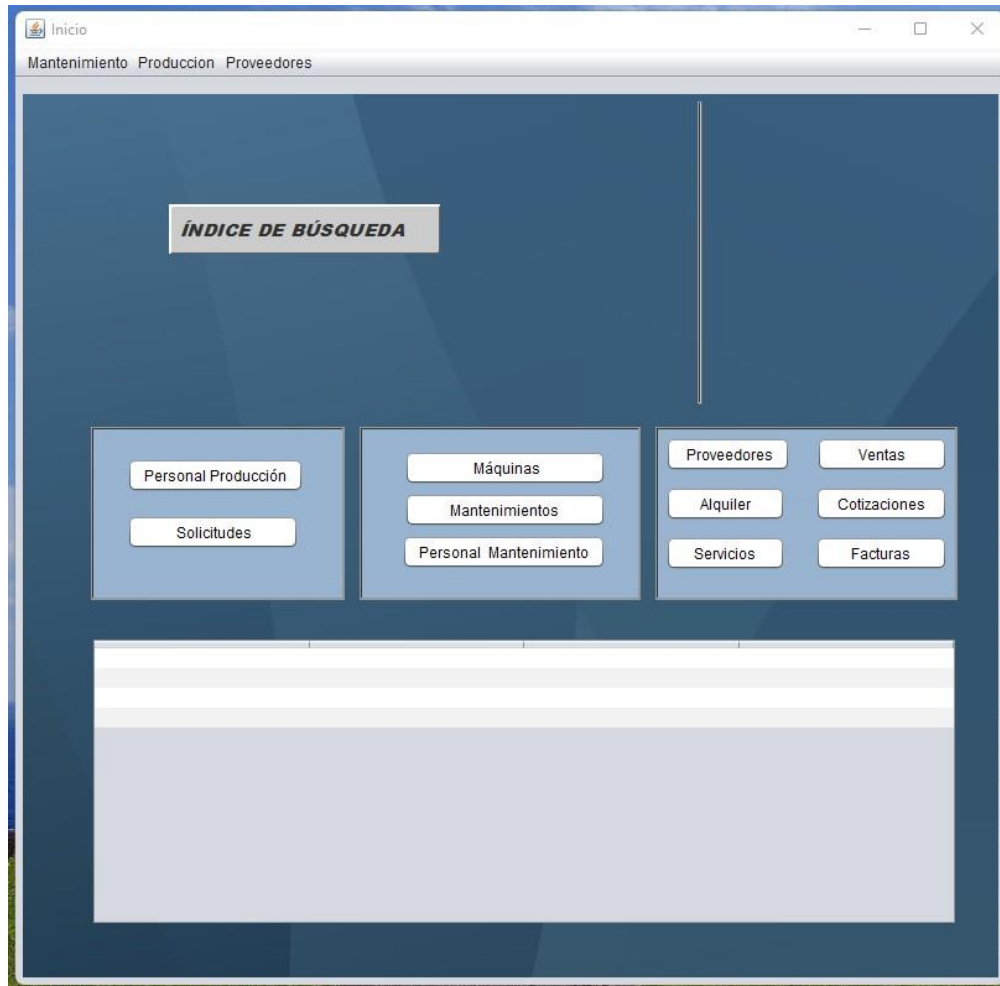 Inicio
Mantenimiento Produccion Proveedores
ÍNDICE DE BÚSQUEDA
Personal Producción
Solicitudes
Máquinas
Mantenimientos
Personal Mantenimiento
Proveedores Ventas
Alquiler Cotizaciones
Servicios Facturas